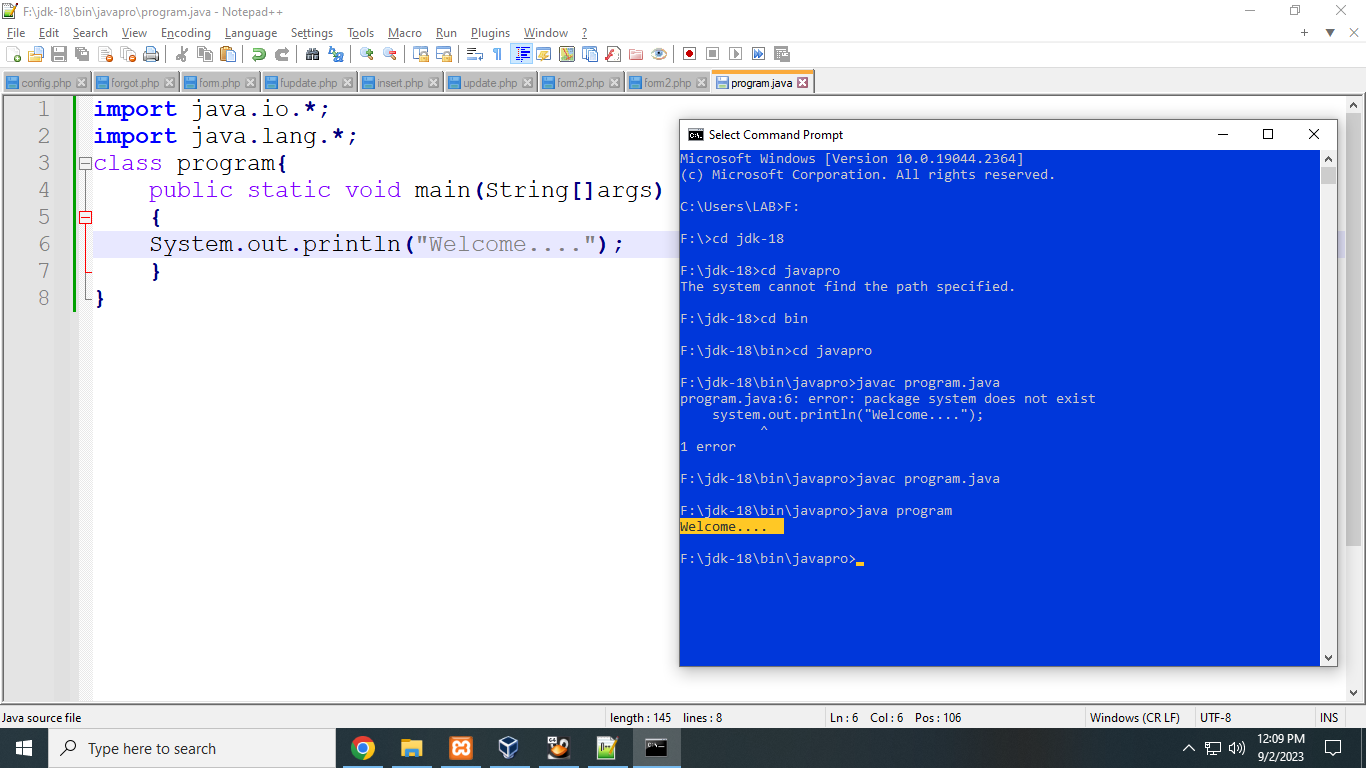 F:\jdk-18\bin\javapro\program.java - Notepad++
File Edit Search View Encoding Language Settings Tools Macro Run Plugins Window ?
config.php forgot.php form.php fupdate.php insert.php update.php form2.php form2.php program.java
1 import java.io.*;
2 import java.lang.*;
3 class program{
4 public static void main(String[]args)
5 {
6 System.out.println("Welcome....");
7 }
8 }
Select Command Prompt
Microsoft Windows [Version 10.0.19044.2364]
(c) Microsoft Corporation. All rights reserved.
C:\Users\LAB>F:
F:\>cd jdk-18
F:\jdk-18>cd javapro
The system cannot find the path specified.
F:\jdk-18>cd bin
F:\jdk-18\bin>cd javapro
F:\jdk-18\bin\javapro>javac program.java
program.java:6: error: package system does not exist
system.out.println("Welcome....");
^
1 error
F:\jdk-18\bin\javapro>javac program.java
F:\jdk-18\bin\javapro>java program
Welcome....
F:\jdk-18\bin\javapro>
Java source file length : 145 lines : 8 Ln : 6 Col : 6 Pos : 106 Windows (CR LF) UTF-8 INS
Type here to search
12:09 PM
9/2/2023